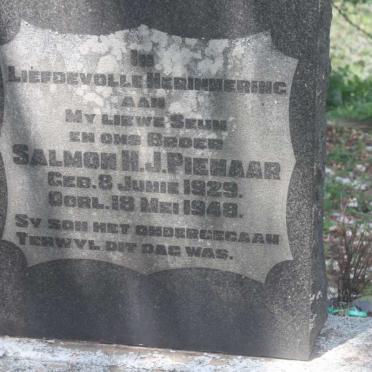 In
Liefdevolle Herinnering
aan
My Liewe Seun
en ons Broer
Salmon H.J. Pienaar
Geb. 8 Junie 1929.
Oorl. 18 Mei 1948.
Sy son het ondergegaan
Terwyl dit dag was.